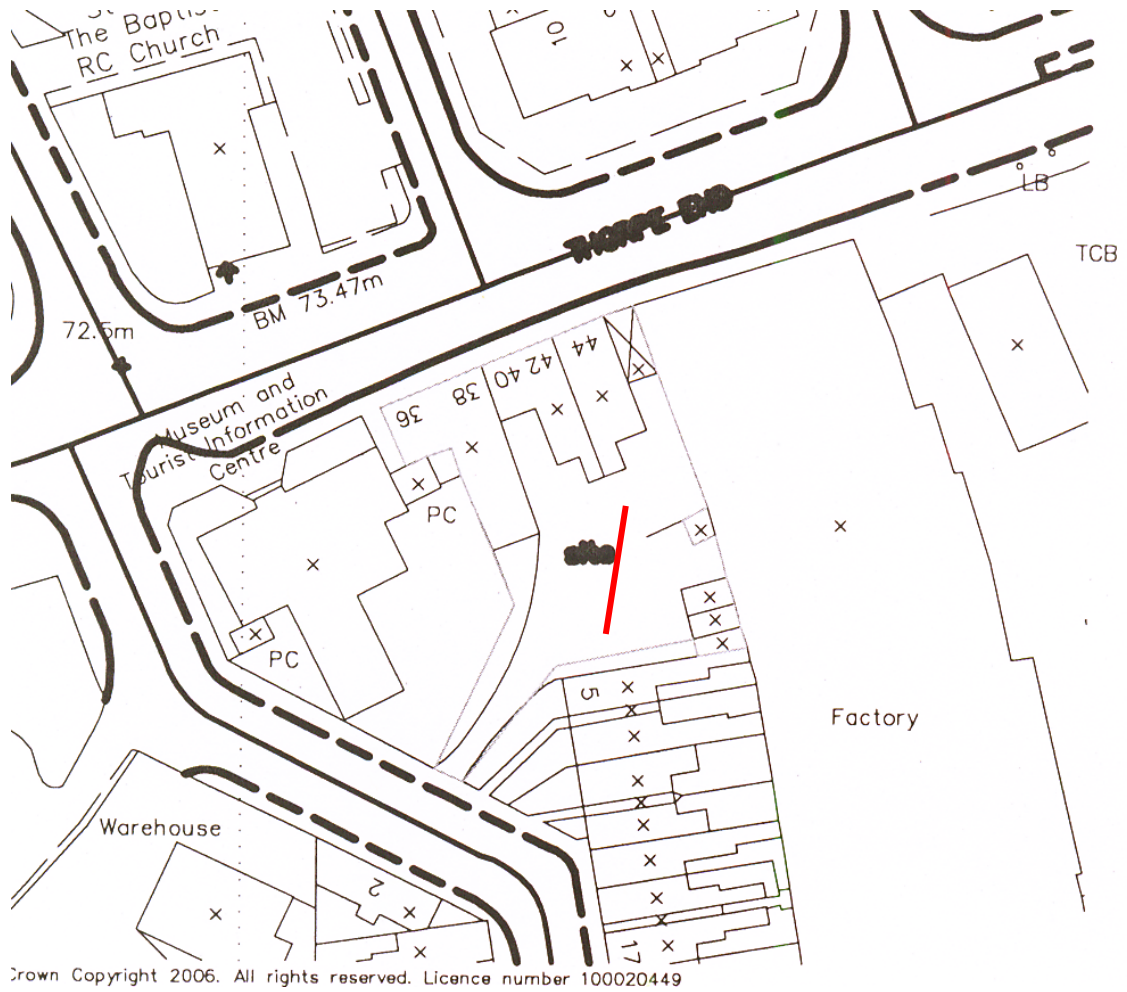 The Baptist
RC Church
10
THORPE END
LB
TCB
BM 73.47m
72.5m
Museum and
Tourist Information
Centre
36
38
40
42
44
PC
site
PC
5
Factory
Warehouse
2
17
Crown Copyright 2006. All rights reserved. Licence number 100020449